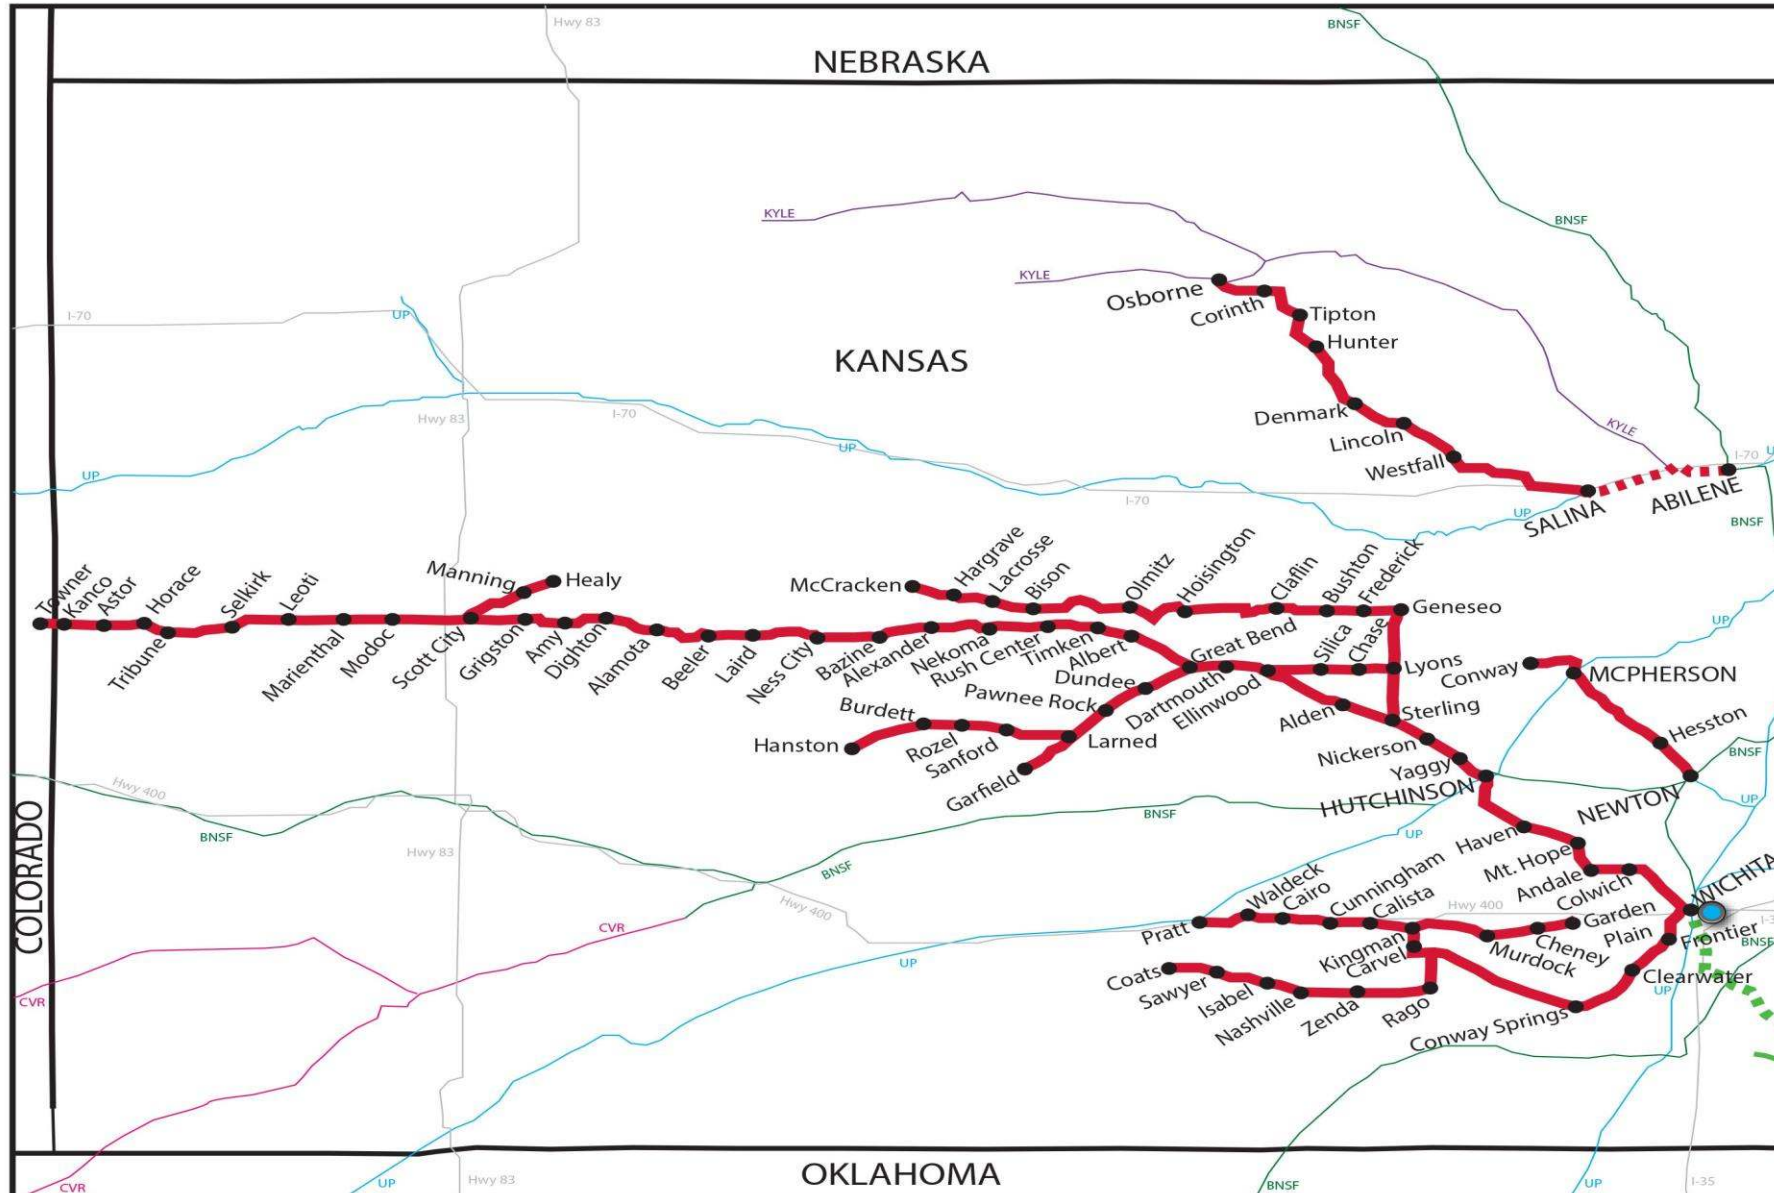 Hwy 83
BNSF
NEBRASKA
KYLE
BNSF
KYLE
Osborne
Corinth
Tipton
I-70
UP
Hunter
KANSAS
Hwy 83
I-70
Denmark
Lincoln
KYLE
UP
UP
Westfall
I-70
I-70
UP
SALINA
ABILENE
BNSF
Towner
Kanco
Astor
Horace
Selkirk
Leoti
Manning
Healy
McCracken
Hargrave
Lacrosse
Bison
Olmitz
Hoisington
Claflin
Bushton
Frederick
Geneseo
UP
Tribune
Marienthal
Modoc
Scott City
Grigston
Amy
Dighton
Alamota
Beeler
Laird
Ness City
Bazine
Alexander
Nekoma
Rush Center
Timken
Albert
Great Bend
Silica
Chase
Lyons
Conway
MCPHERSON
Dundee
Pawnee Rock
Dartmouth
Ellinwood
Burdett
Hanston
Rozel
Sanford
Larned
Garfield
Alden
Sterling
Nickerson
Yaggy
HUTCHINSON
Hesston
BNSF
NEWTON
UP
COLORADO
Hwy 400
BNSF
Hwy 83
BNSF
BNSF
UP
Haven
Mt. Hope
Andale
Colwich
WICHITA
Hwy 400
CVR
UP
Waldeck
Cairo
Cunningham
Calista
Hwy 400
Pratt
Kingman
Carvel
Murdock
Cheney
Garden
Plain
Frontier
BNSF
Coats
Sawyer
Isabel
Nashville
Zenda
Rago
Conway Springs
Clearwater
UP
CVR
OKLAHOMA
CVR
UP
Hwy 83
BNSF
UP
I-35